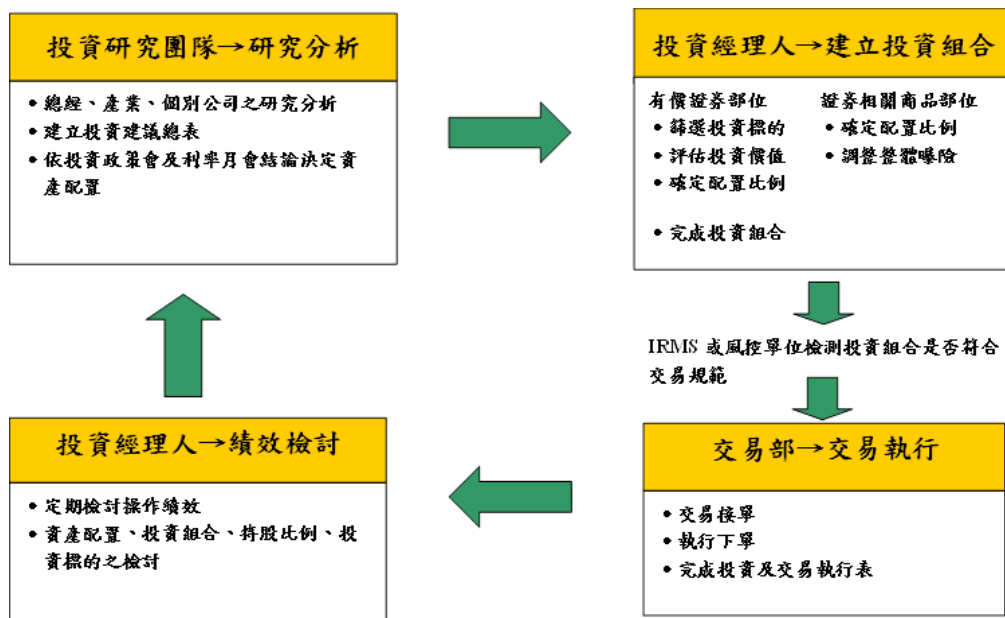 投資研究團隊→研究分析
• 總經、產業、個別公司之研究分析
• 建立投資建議總表
• 依投資政策會及利率月會結論決定資
產配置
投資經理人→建立投資組合
有價證券部位
• 篩選投資標的
• 評估投資價值
• 確定配置比例
• 完成投資組合
證券相關商品部位
• 確定配置比例
• 調整整體曝險
IRMS 或風控單位檢測投資組合是否符合
交易規範
交易部→交易執行
• 交易接單
• 執行下單
• 完成投資及交易執行表
投資經理人→績效檢討
• 定期檢討操作績效
• 資產配置、投資組合、持股比例、投
資標的之檢討